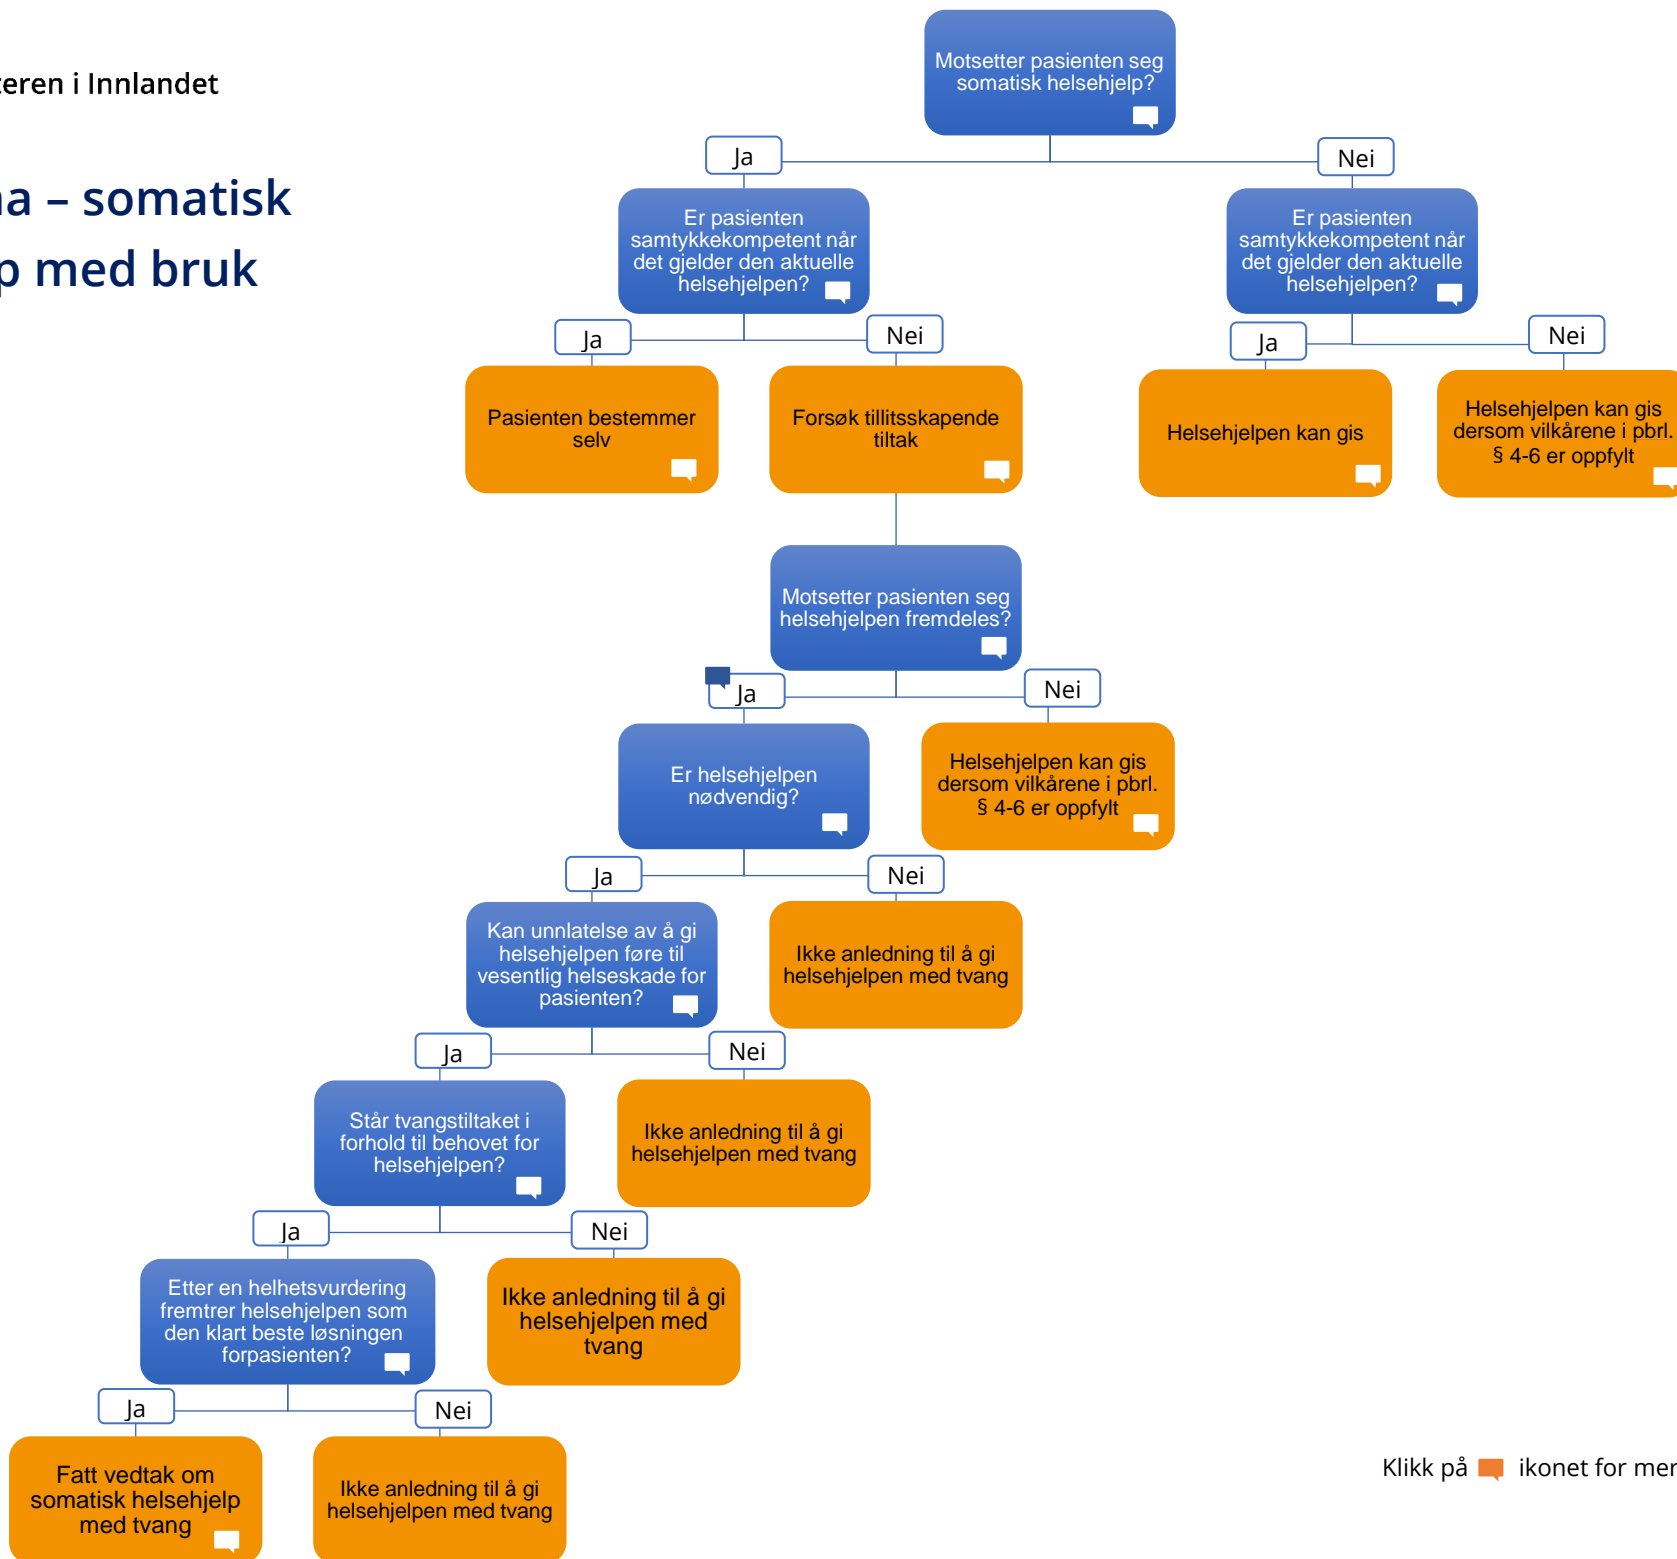 teren i Innlandet
na – somatisk
p med bruk
Motsetter pasienten seg
somatisk helsehjelp?
Ja
Nei
Er pasienten
samtykkekompetent når
det gjelder den aktuelle
helsehjelpen?
Er pasienten
samtykkekompetent når
det gjelder den aktuelle
helsehjelpen?
Ja
Nei
Ja
Nei
Pasienten bestemmer
selv
Forsøk tillitsskapende
tiltak
Helsehjelpen kan gis
Helsehjelpen kan gis
dersom vilkårene i pbrl.
§ 4-6 er oppfylt
Motsetter pasienten seg
helsehjelpen fremdeles?
Ja
Nei
Er helsehjelpen
nødvendig?
Helsehjelpen kan gis
dersom vilkårene i pbrl.
§ 4-6 er oppfylt
Ja
Nei
Kan unnlatelse av å gi
helsehjelpen føre til
vesentlig helseskade for
pasienten?
Ikke anledning til å gi
helsehjelpen med tvang
Ja
Nei
Står tvangstiltaket i
forhold til behovet for
helsehjelpen?
Ikke anledning til å gi
helsehjelpen med tvang
Ja
Nei
Etter en helhetsvurdering
fremtrer helsehjelpen som
den klart beste løsningen
forpasienten?
Ikke anledning til å gi
helsehjelpen med
tvang
Ja
Nei
Fatt vedtak om
somatisk helsehjelp
med tvang
Ikke anledning til å gi
helsehjelpen med tvang
Klikk på ikonet for mer